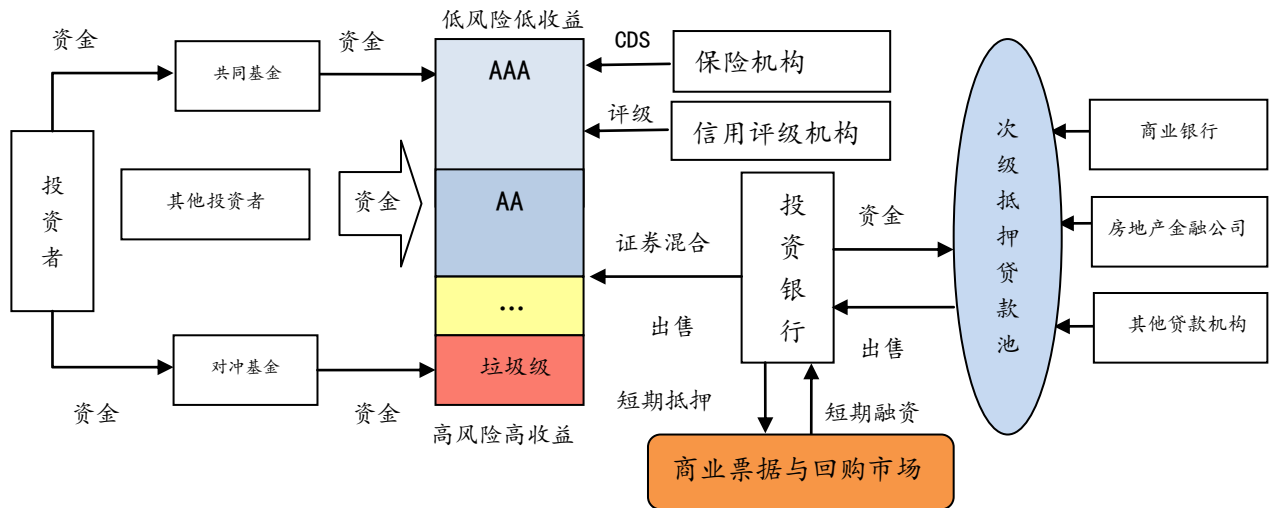 低风险低收益
资金
资金
CDS
共同基金
AAA
保险机构
评级
信用评级机构
商业银行
投资者
其他投资者
资金
AA
投资银行
资金
次级抵押贷款池
房地产金融公司
证券混合
...
出售
出售
其他贷款机构
对冲基金
垃圾级
资金
资金
短期抵押
短期融资
高风险高收益
商业票据与回购市场